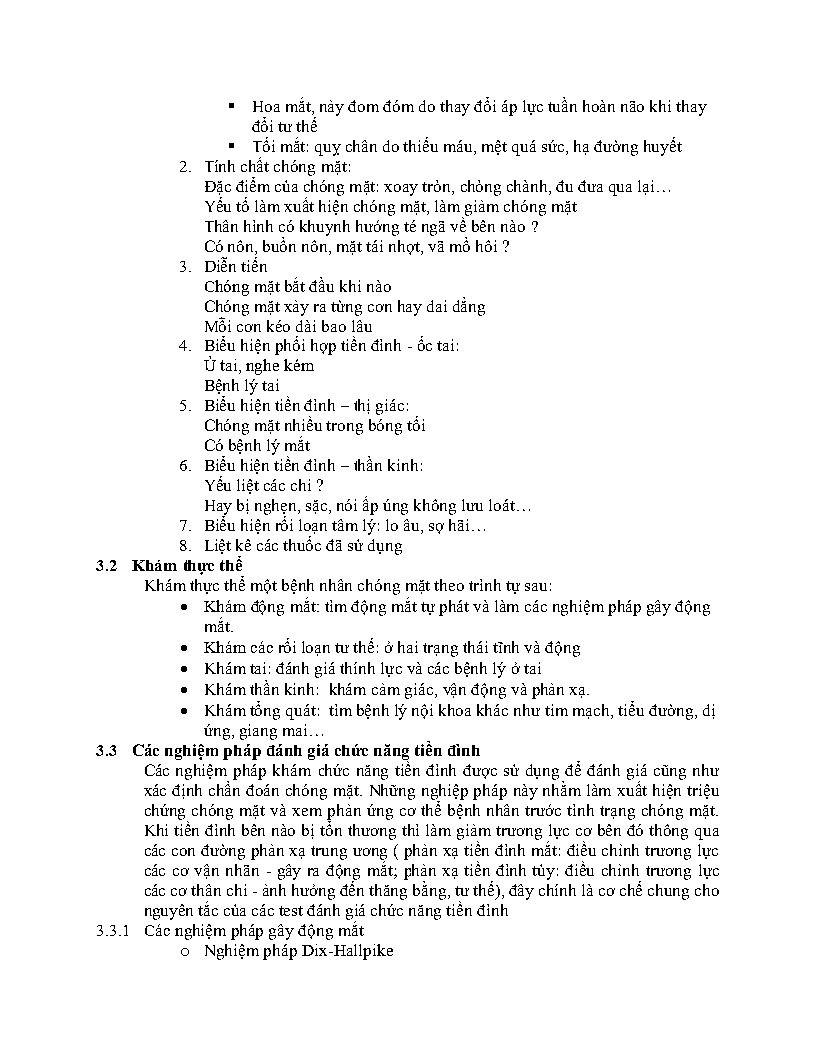 ▪ Hoa mắt, này đom đóm do thay đổi áp lực tuần hoàn não khi thay
đổi tư thế
▪ Tối mắt: quỵ chân do thiếu máu, mệt quá sức, hạ đường huyết
2. Tính chất chóng mặt:
Đặc điểm của chóng mặt: xoay tròn, chòng chành, đu đưa qua lại…
Yếu tố làm xuất hiện chóng mặt, làm giảm chóng mặt
Thân hình có khuynh hướng té ngã về bên nào ?
Có nôn, buồn nôn, mặt tái nhợt, vã mồ hôi ?
3. Diễn tiến
Chóng mặt bắt đầu khi nào
Chóng mặt xảy ra từng cơn hay dai dẳng
Mỗi cơn kéo dài bao lâu
4. Biểu hiện phối hợp tiền đình - ốc tai:
Ù tai, nghe kém
Bệnh lý tai
5. Biểu hiện tiền đình – thị giác:
Chóng mặt nhiều trong bóng tối
Có bệnh lý mắt
6. Biểu hiện tiền đình – thần kinh:
Yếu liệt các chi ?
Hay bị nghẹn, sặc, nói ấp úng không lưu loát…
7. Biểu hiện rối loạn tâm lý: lo âu, sợ hãi…
8. Liệt kê các thuốc đã sử dụng
3.2 Khám thực thể
Khám thực thể một bệnh nhân chóng mặt theo trình tự sau:
• Khám động mắt: tìm động mắt tự phát và làm các nghiệm pháp gây động
mắt.
• Khám các rối loạn tư thế: ở hai trạng thái tĩnh và động
• Khám tai: đánh giá thính lực và các bệnh lý ở tai
• Khám thần kinh: khám cảm giác, vận động và phản xạ.
• Khám tổng quát: tìm bệnh lý nội khoa khác như tim mạch, tiểu đường, dị
ứng, giang mai…
3.3 Các nghiệm pháp đánh giá chức năng tiền đình
Các nghiệm pháp khám chức năng tiền đình được sử dụng để đánh giá cũng như
xác định chẩn đoán chóng mặt. Những nghiệp pháp này nhằm làm xuất hiện triệu
chứng chóng mặt và xem phản ứng cơ thể bệnh nhân trước tình trạng chóng mặt.
Khi tiền đình bên nào bị tổn thương thì làm giảm trương lực cơ bên đó thông qua
các con đường phản xạ trung ương ( phản xạ tiền đình mắt: điều chỉnh trương lực
các cơ vận nhãn - gây ra động mắt; phản xạ tiền đình tủy: điều chỉnh trương lực
các cơ thân chi - ảnh hưởng đến thăng bằng, tư thế), đây chính là cơ chế chung cho
nguyên tắc của các test đánh giá chức năng tiền đình
3.3.1 Các nghiệm pháp gây động mắt
o Nghiệm pháp Dix-Hallpike